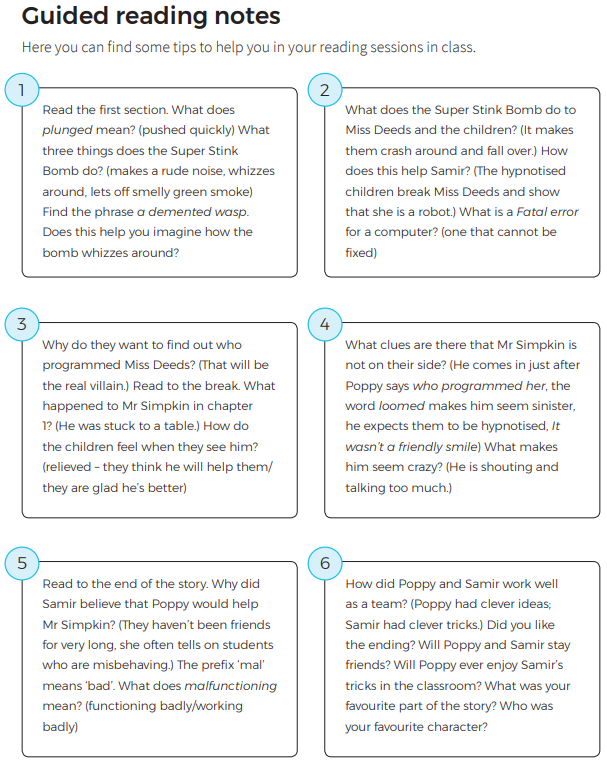 Guided reading notes
Here you can find some tips to help you in your reading sessions in class.
1
Read the first section. What does
plunged mean? (pushed quickly) What
three things does the Super Stink
Bomb do? (makes a rude noise, whizzes
around, lets off smelly green smoke)
Find the phrase a demented wasp.
Does this help you imagine how the
bomb whizzes around?
2
What does the Super Stink Bomb do to
Miss Deeds and the children? (It makes
them crash around and fall over.) How
does this help Samir? (The hypnotised
children break Miss Deeds and show
that she is a robot.) What is a Fatal error
for a computer? (one that cannot be
fixed)
3
Why do they want to find out who
programmed Miss Deeds? (That will be
the real villain.) Read to the break. What
happened to Mr Simpkin in chapter
1? (He was stuck to a table.) How do
the children feel when they see him?
(relieved – they think he will help them/
they are glad he's better)
4
What clues are there that Mr Simpkin is
not on their side? (He comes in just after
Poppy says who programmed her, the
word loomed makes him seem sinister,
he expects them to be hypnotised, It
wasn't a friendly smile) What makes
him seem crazy? (He is shouting and
talking too much.)
5
Read to the end of the story. Why did
Samir believe that Poppy would help
Mr Simpkin? (They haven't been friends
for very long, she often tells on students
who are misbehaving.) The prefix 'mal'
means 'bad'. What does malfunctioning
mean? (functioning badly/working
badly)
6
How did Poppy and Samir work well
as a team? (Poppy had clever ideas;
Samir had clever tricks.) Did you like
the ending? Will Poppy and Samir stay
friends? Will Poppy ever enjoy Samir's
tricks in the classroom? What was your
favourite part of the story? Who was
your favourite character?